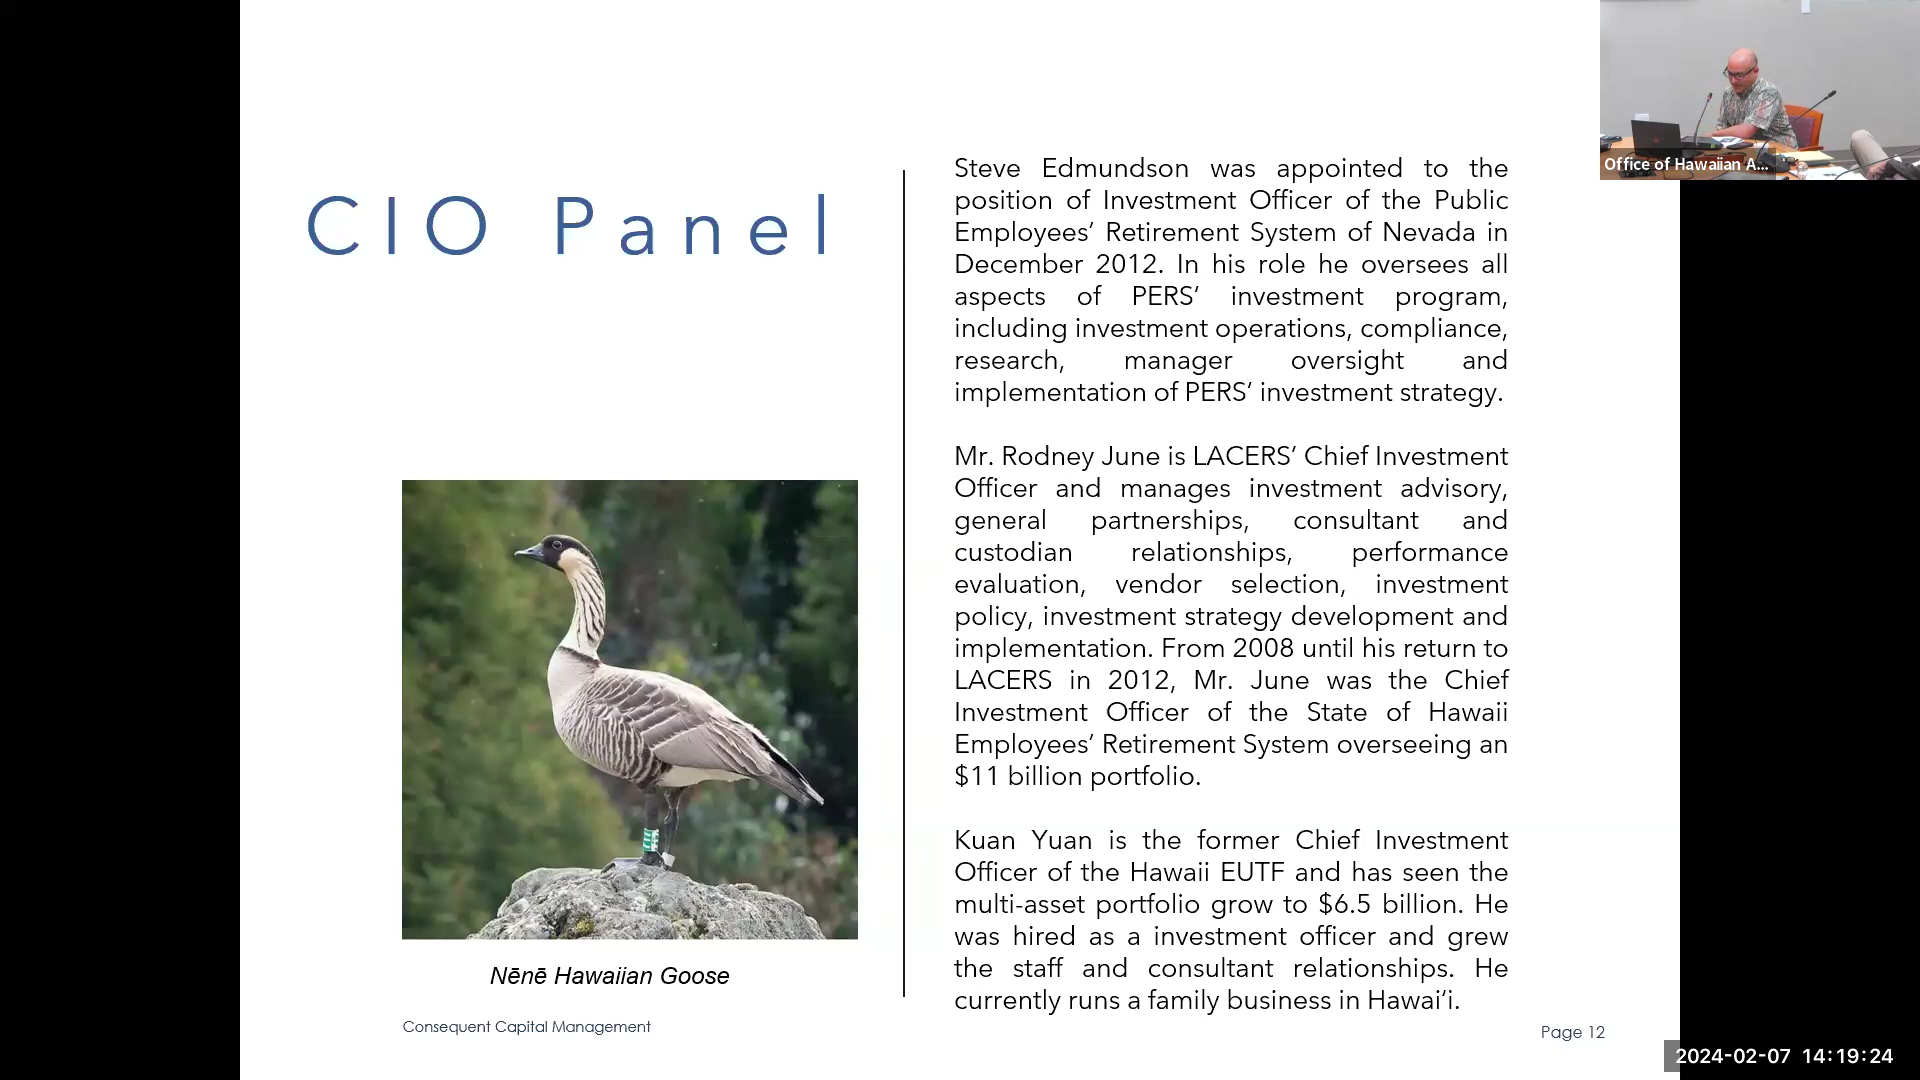 CIO Panel
Nēnē Hawaiian Goose
Consequent Capital Management
Steve Edmundson was appointed to the
position of Investment Officer of the Public
Employees’ Retirement System of Nevada in
December 2012. In his role he oversees all
aspects of PERS’ investment program,
including investment operations, compliance,
research, manager oversight and
implementation of PERS’ investment strategy.
Mr. Rodney June is LACERS’ Chief Investment
Officer and manages investment advisory,
general partnerships, consultant and
custodian relationships, performance
evaluation, vendor selection, investment
policy, investment strategy development and
implementation. From 2008 until his return to
LACERS in 2012, Mr. June was the Chief
Investment Officer of the State of Hawaii
Employees’ Retirement System overseeing an
$11 billion portfolio.
Kuan Yuan is the former Chief Investment
Officer of the Hawaii EUTF and has seen the
multi-asset portfolio grow to $6.5 billion. He
was hired as a investment officer and grew
the staff and consultant relationships. He
currently runs a family business in Hawai‘i.
Page 12
Office of Hawaiian A...
2024-02-07 14:19:24